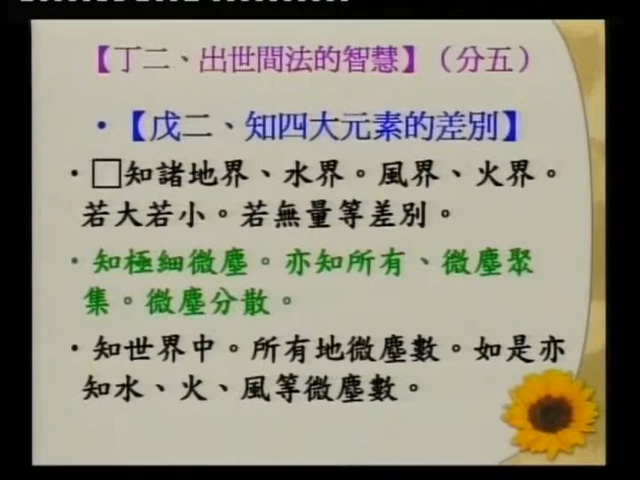 【丁二、出世間法的智慧】（分五）
•【戊二、知四大元素的差別】
•□知諸地界、水界。風界、火界。
若大若小。若無量等差別。
•知極細微塵。亦知所有、微塵聚
集。微塵分散。
•知世界中。所有地微塵數。如是亦
知水、火、風等微塵數。